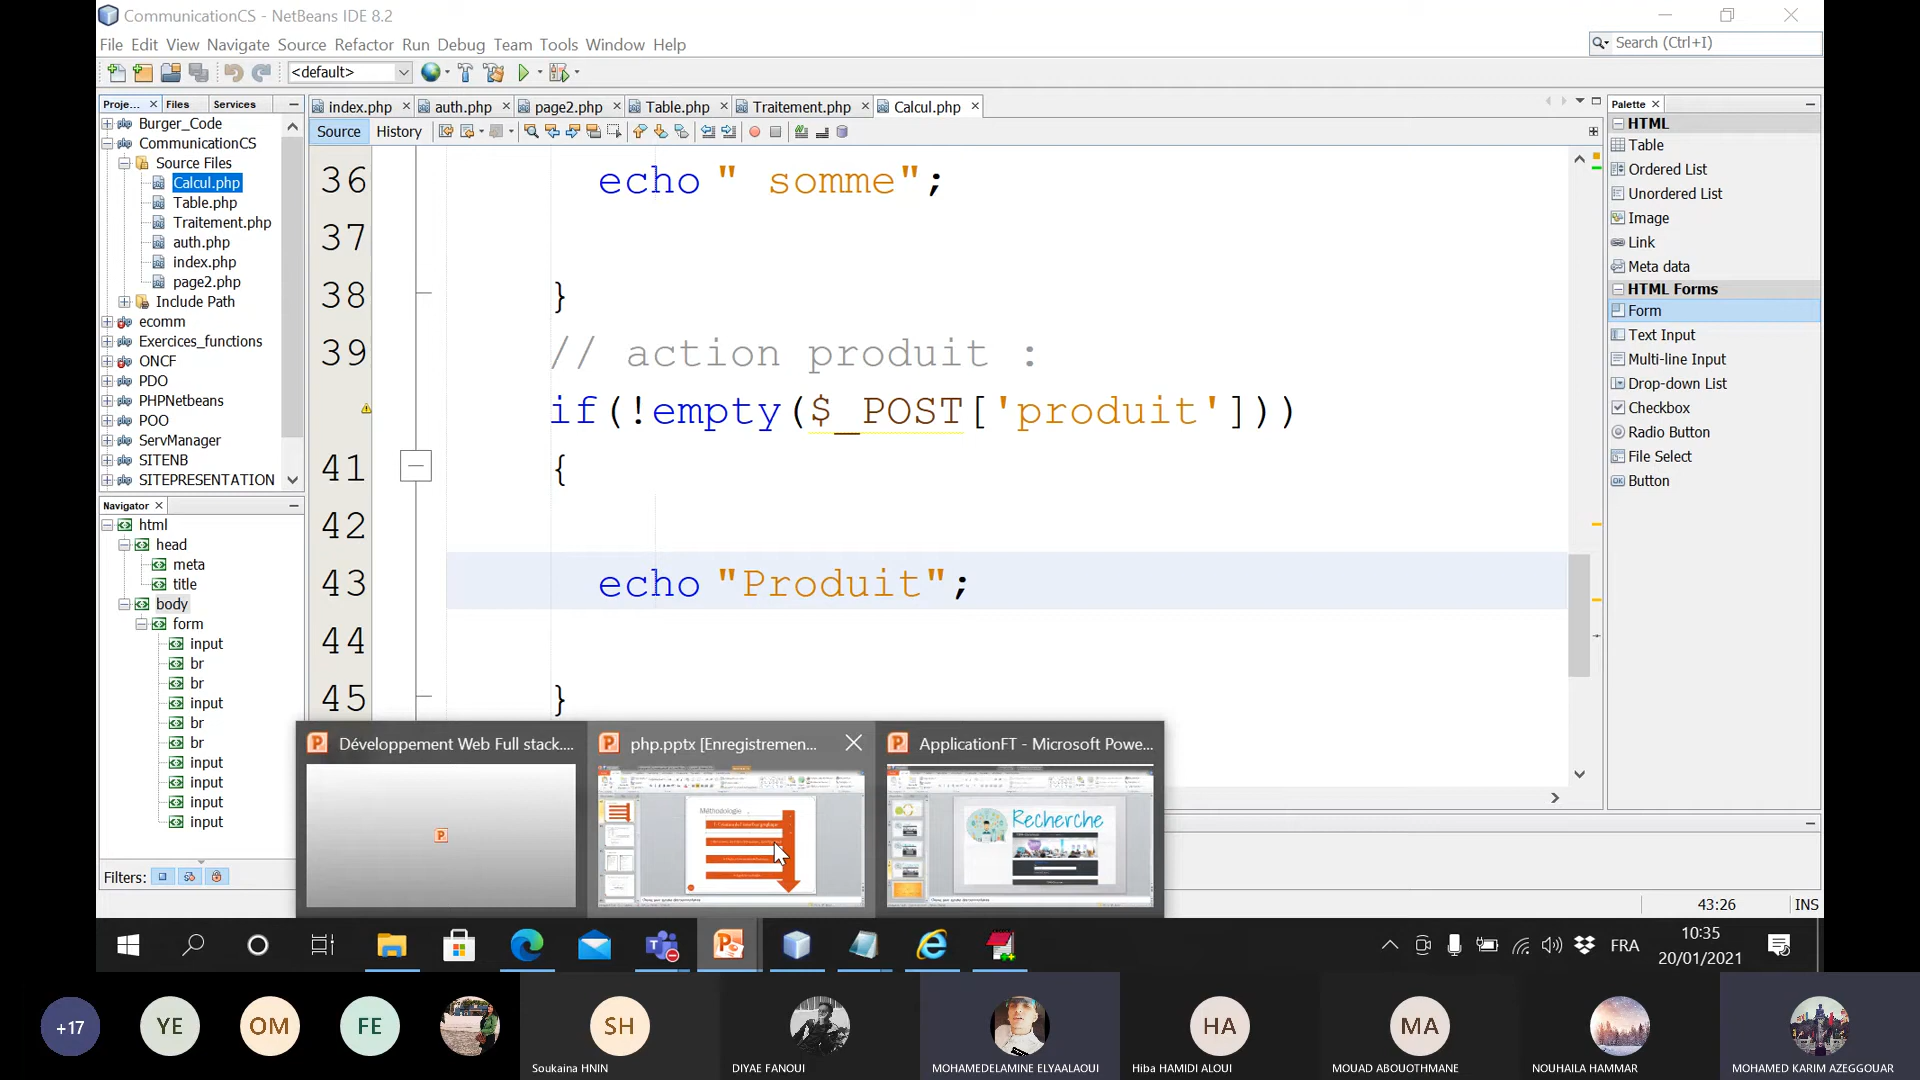 CommunicationCS - NetBeans IDE 8.2
File Edit View Navigate Source Refactor Run Debug Team Tools Window Help
Search (Ctrl+I)
<default>
Proje... Files Services
index.php auth.php page2.php Table.php Traitement.php Calcul.php
Source History
Burger_Code
CommunicationCS
Source Files
Calcul.php
Table.php
Traitement.php
auth.php
index.php
page2.php
Include Path
ecomm
Exercices_functions
ONCF
PDO
PHPNetbeans
POO
ServManager
SITENB
SITEPRESENTATION
Navigator
html
head
meta
title
body
form
input
br
br
input
br
br
input
input
input
input
Filters:
36 echo " somme";
37
38 }
39 // action produit :
if(!empty($_POST['produit']))
41 {
42
43 echo "Produit";
44
45 }
Palette
HTML
Table
Ordered List
Unordered List
Image
Link
Meta data
HTML Forms
Form
Text Input
Multi-line Input
Drop-down List
Checkbox
Radio Button
File Select
Button
Développement Web Full stack....
php.pptx [Enregistremen...
ApplicationFT - Microsoft Powe...
Méthodologie
Recherche
43:26 INS
FRA
10:35
20/01/2021
+17
YE
OM
FE
SH
Soukaina HNIN
DIYAE FANOUI
MOHAMEDELAMINE ELYAALAOUI
HA
Hiba HAMIDI ALOUI
MA
MOUAD ABOUOTHMANE
NOUHAILA HAMMAR
MOHAMED KARIM AZEGGOUAR